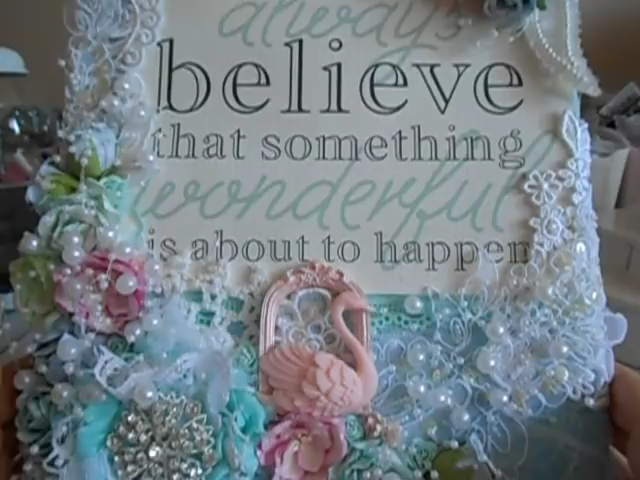 always
believe
that something
wonderful
is about to happen